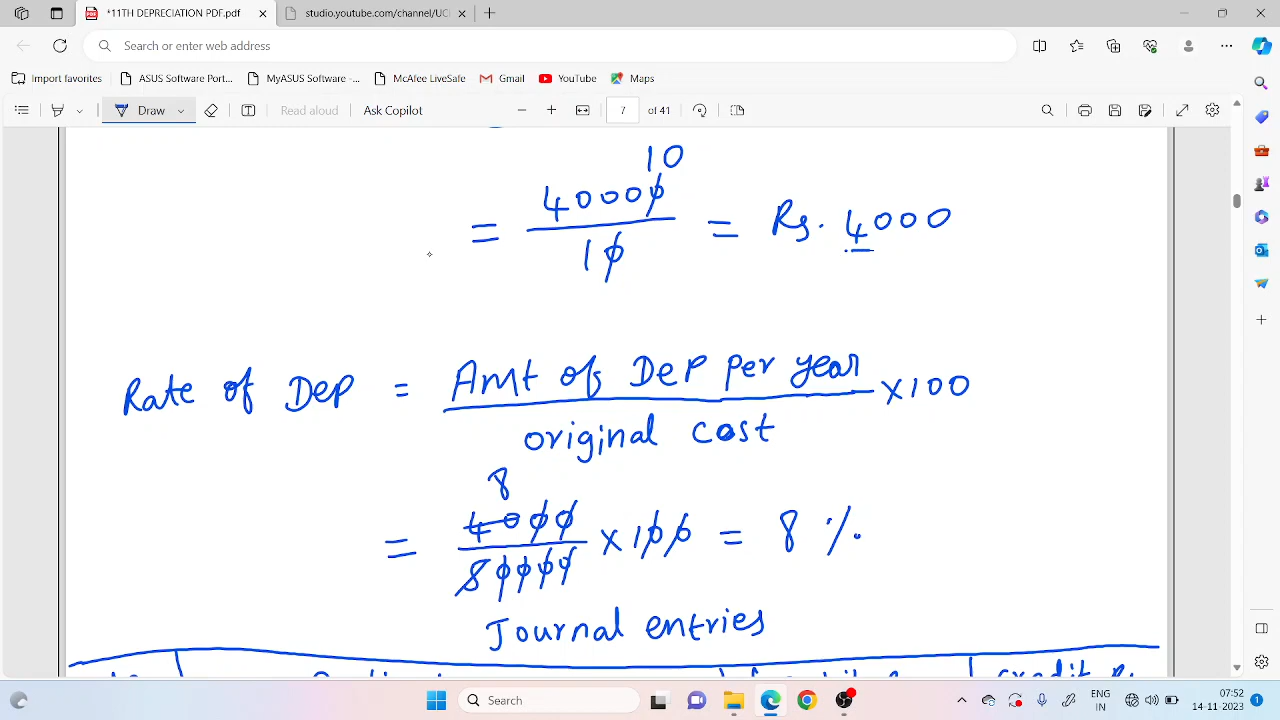 *11TH DEPRECIATION PDF.pdf
studio.youtube.com/channel/UC
Search or enter web address
Import favorites
ASUS Software Port...
MyASUS Software -...
McAfee LiveSafe
Gmail
YouTube
Maps
Draw
Read aloud
Ask Copilot
7 of 41
10
= 40000 / 10 = Rs. 4000
Rate of Dep = Amt of Dep per year / original cost x 100
8
= 4000 / 50000 x 100 = 8 %
Journal entries
credit
Search
ENG
IN
07:52
14-11-2023